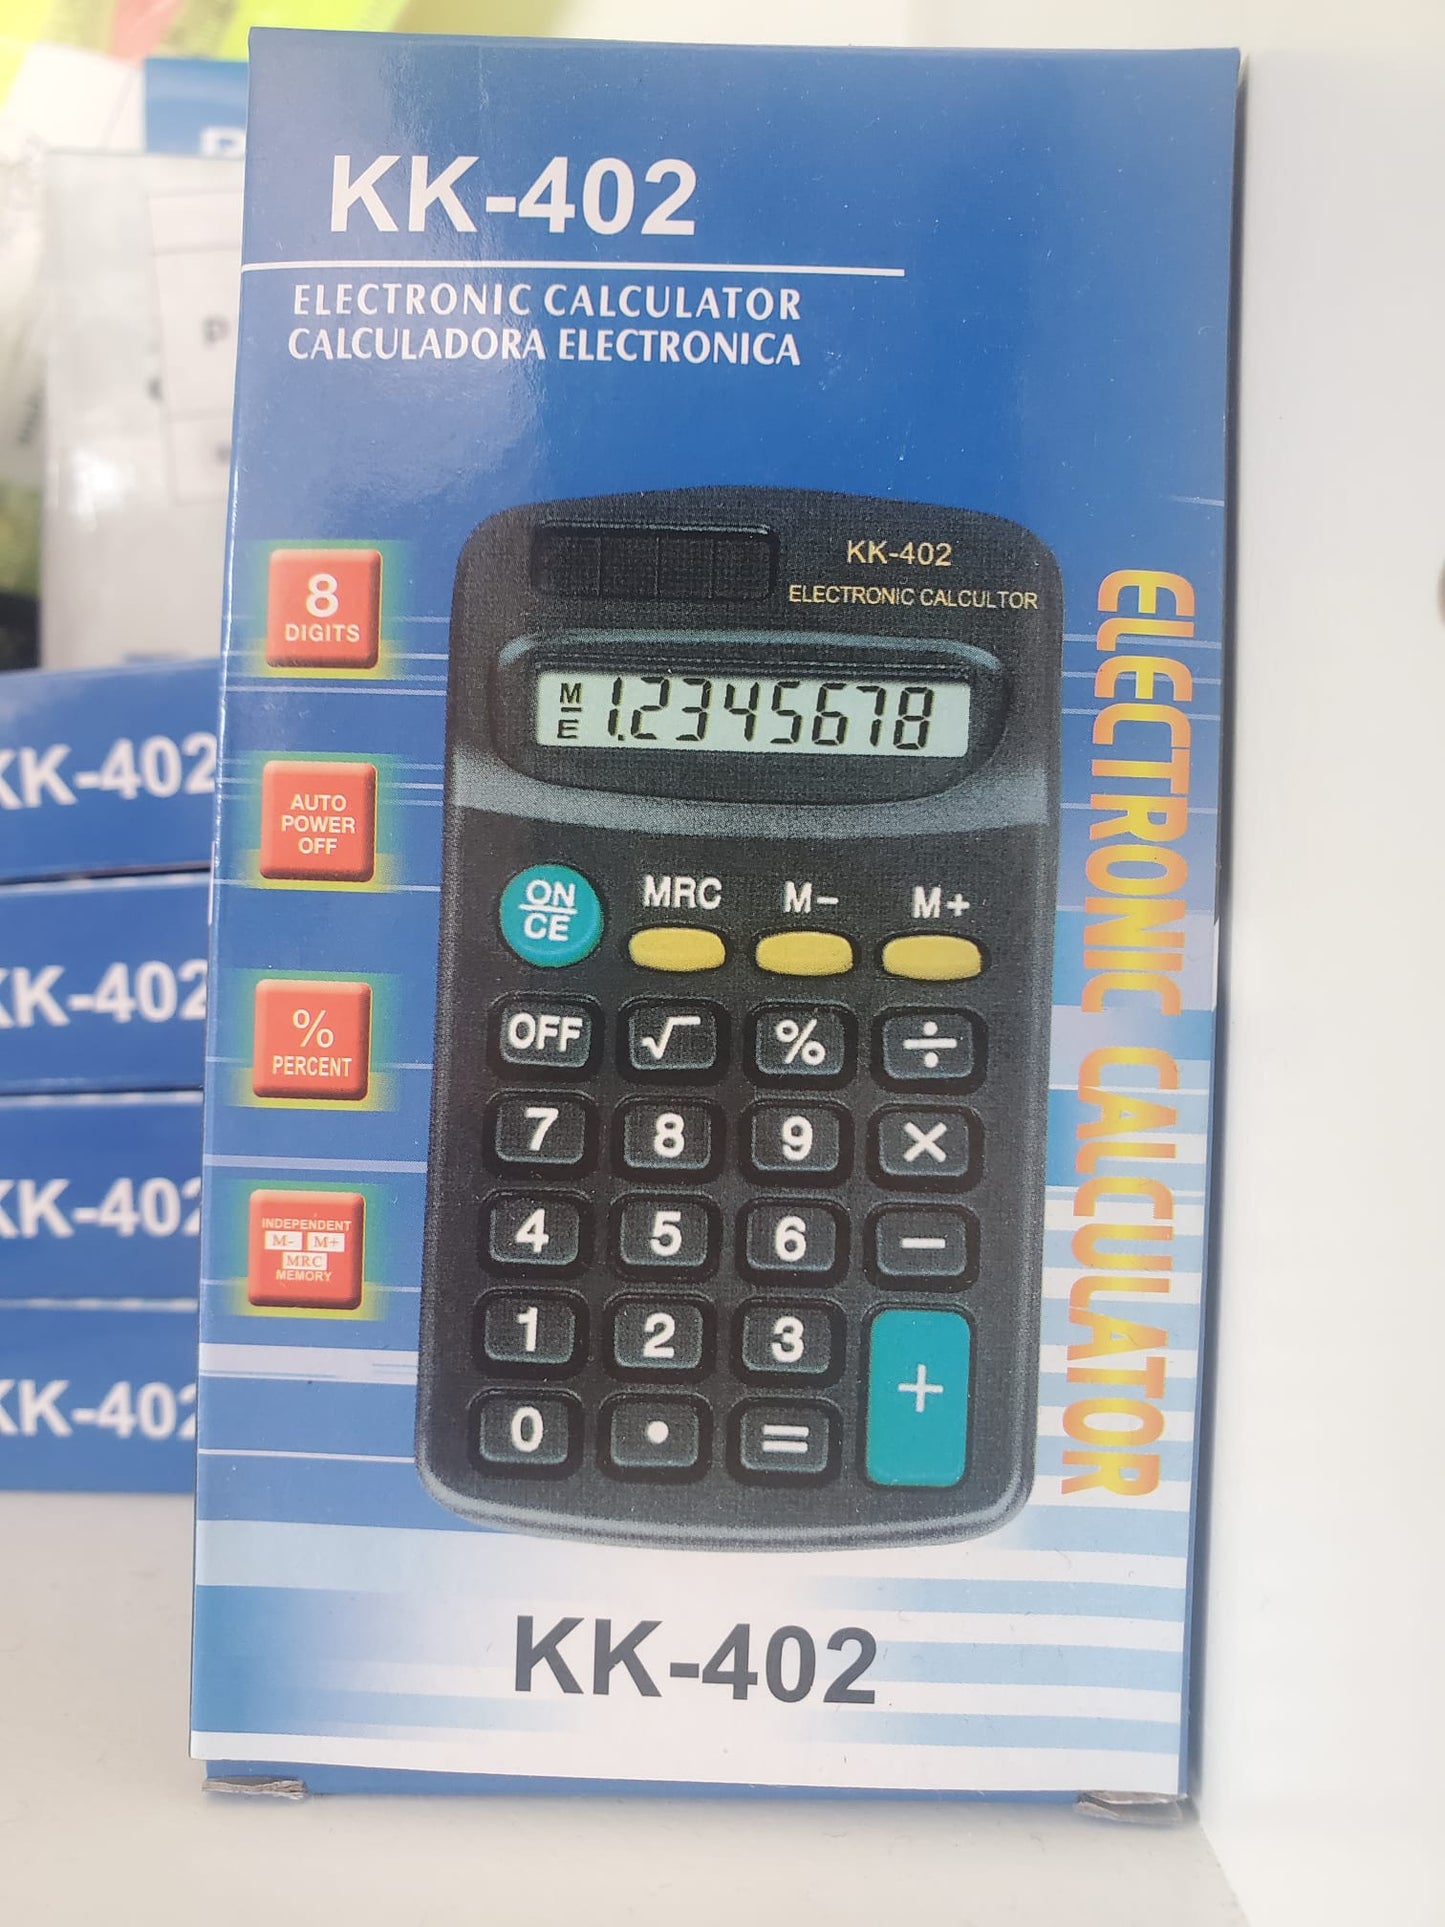 KK-402
ELECTRONIC CALCULATOR
CALCULADORA ELECTRONICA
KK-402
ELECTRONIC CALCULTOR
8
DIGITS
M
E
1.2345678
AUTO
POWER
OFF
ON
CE
MRC M− M+
% PERCENT
OFF √ % ÷
7 8 9 ×
INDEPENDENT
M- M+
MRC
MEMORY
4 5 6 −
1 2 3 +
0 • =
ELECTRONIC CALCULATOR
KK-402
KK-402
KK-402
KK-402
KK-402